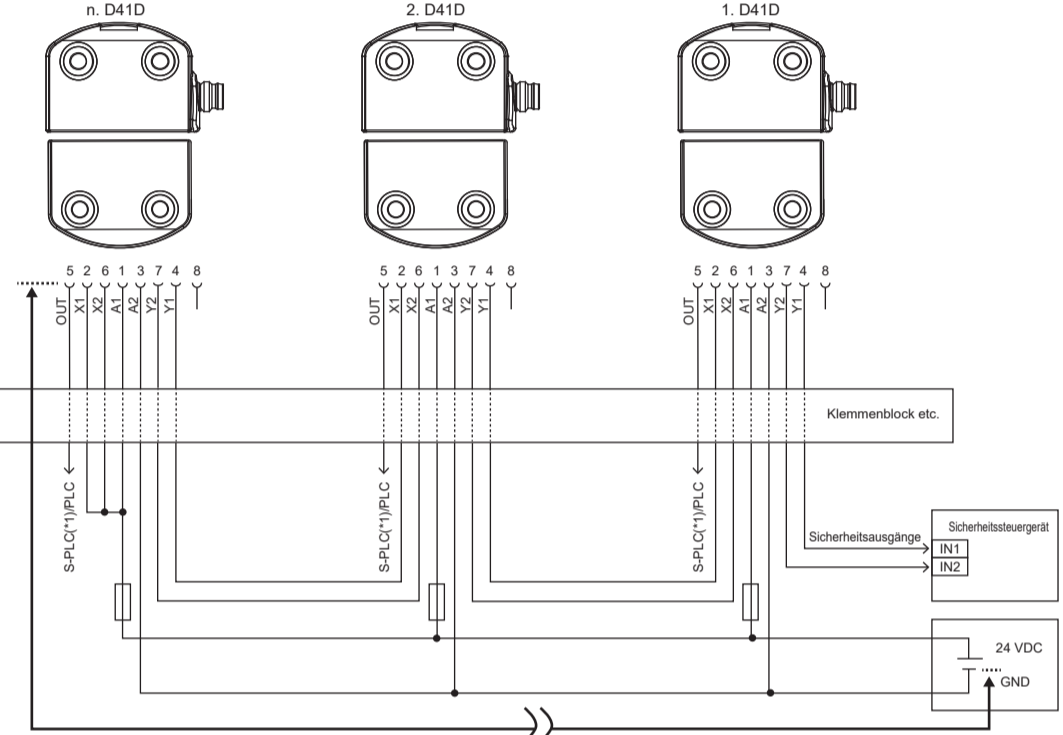 n. D41D 2. D41D 1. D41D
5 2 6 1 3 7 4 8
OUT X1 X2 A1 A2 Y2 Y1
5 2 6 1 3 7 4 8
OUT X1 X2 A1 A2 Y2 Y1
5 2 6 1 3 7 4 8
OUT X1 X2 A1 A2 Y2 Y1
Klemmenblock etc.
S-PLC(*1)/PLC
S-PLC(*1)/PLC
S-PLC(*1)/PLC
Sicherheitsausgänge
Sicherheitssteuergerät
IN1
IN2
24 VDC
GND